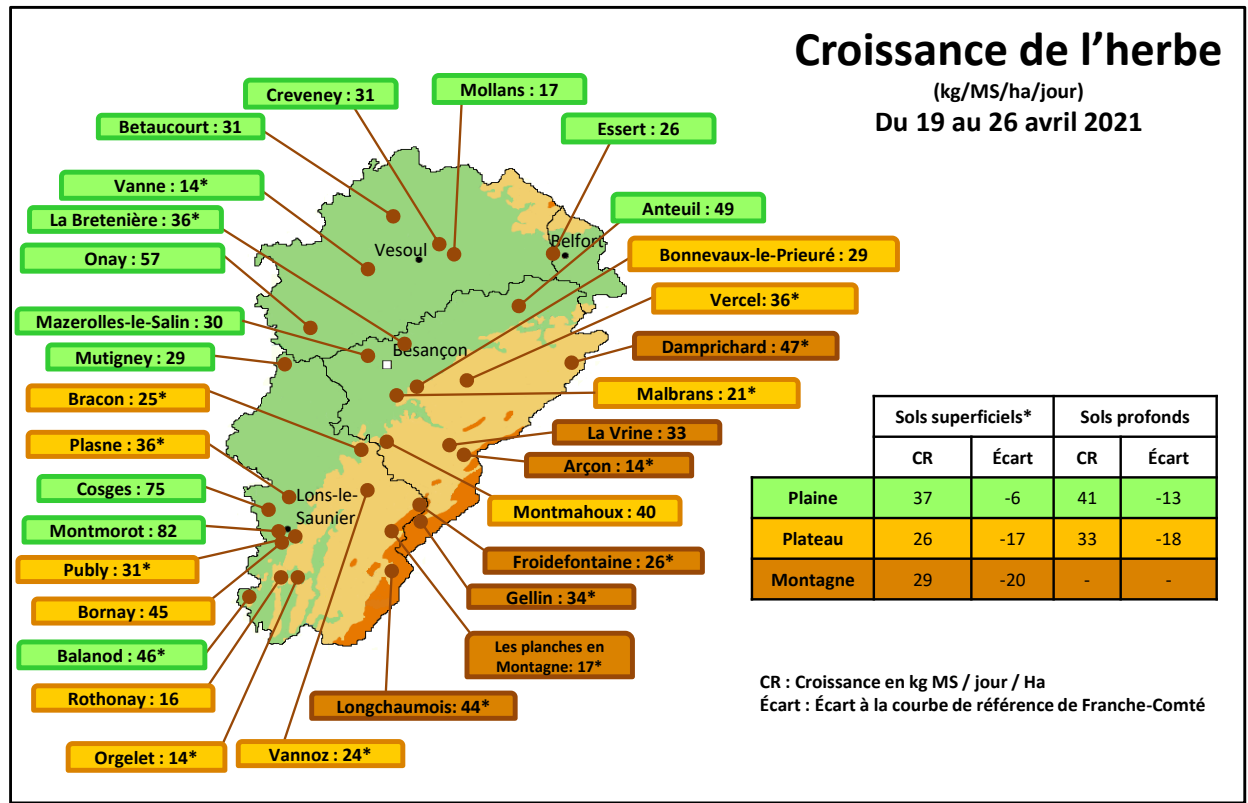 Croissance de l’herbe
(kg/MS/ha/jour)
Du 19 au 26 avril 2021
Creveney : 31
Mollans : 17
Betaucourt : 31
Essert : 26
Vanne : 14*
La Bretenière : 36*
Anteuil : 49
Onay : 57
Bonnevaux-le-Prieuré : 29
Vercel: 36*
Mazerolles-le-Salin : 30
Mutigney : 29
Damprichard : 47*
Bracon : 25*
Malbrans : 21*
Plasne : 36*
La Vrine : 33
Arçon : 14*
Cosges : 75
Montmahoux : 40
Montmorot : 82
Froidefontaine : 26*
Publy : 31*
Gellin : 34*
Bornay : 45
Les planches en
Montagne: 17*
Balanod : 46*
Rothonay : 16
Longchaumois: 44*
Orgelet : 14*
Vannoz : 24*
Vesoul
Belfort
Besançon
Lons-le-
Saunier
Sols superficiels* Sols profonds
CR Écart CR Écart
Plaine 37 -6 41 -13
Plateau 26 -17 33 -18
Montagne 29 -20 - -
CR : Croissance en kg MS / jour / Ha
Écart : Écart à la courbe de référence de Franche-Comté